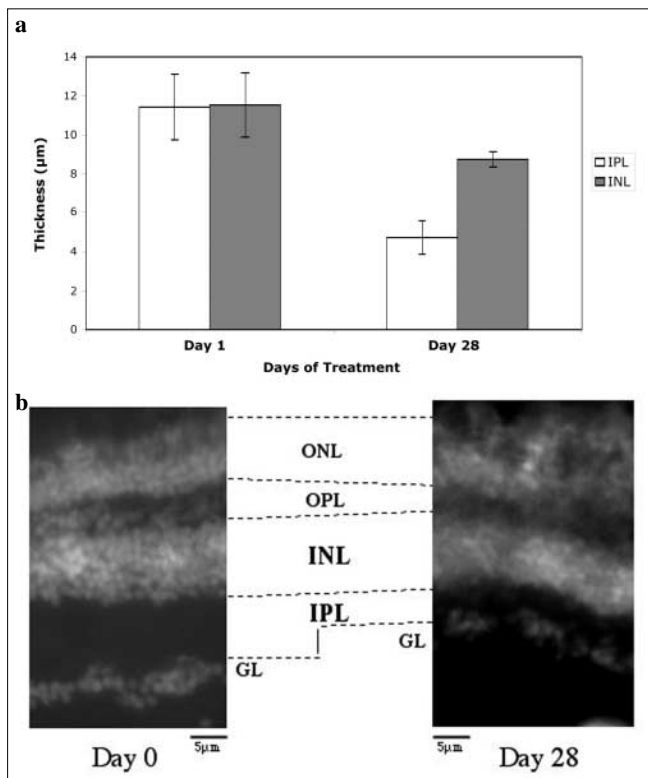 a
14
12
10
8
6
4
2
0
Thickness (µm)
IPL
INL
Day 1
Day 28
Days of Treatment
b
ONL
OPL
INL
IPL
GL
GL
5µm
5µm
Day 0
Day 28